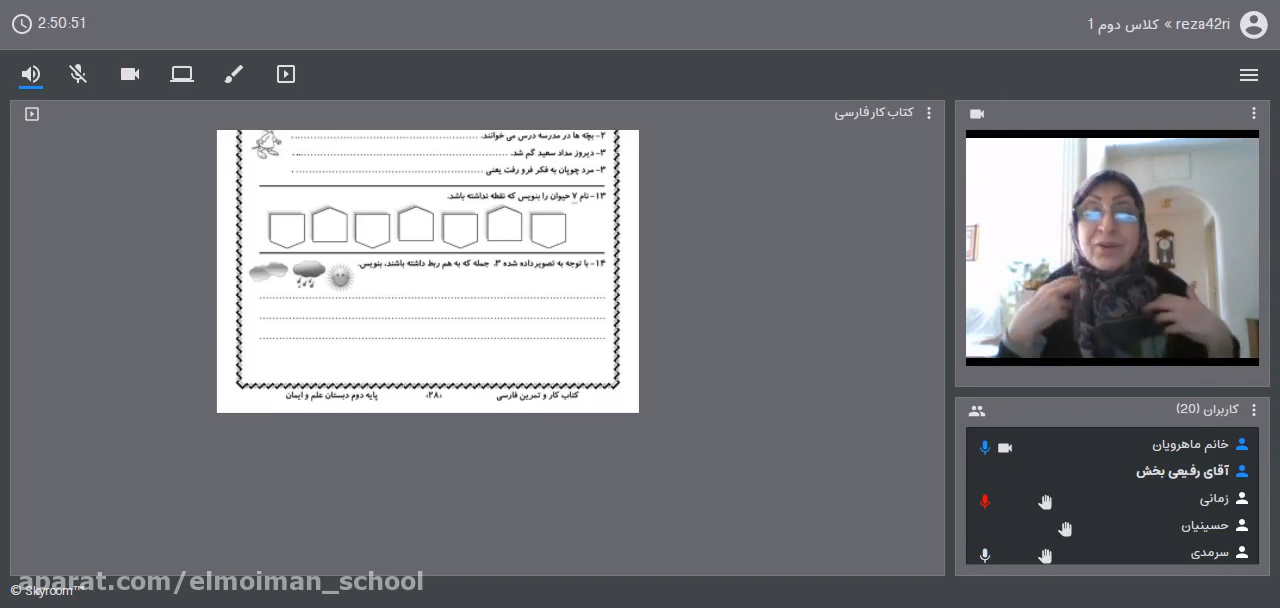 2:50:51
reza42ri » کلاس دوم 1
کتاب کار فارسی
۲- بچّه ها در مدرسه درس می خوانند.
۳- دیروز مداد سعید گم شد.
۳- مرد چوپان به فکر فرو رفت یعنی
۱۳- نام ۷ حیوان را بنویس که نقطه نداشته باشد.
۱۴- با توجه به تصویر داده شده ۳، جمله که به هم ربط داشته باشند، بنویس.
کتاب کار و تمرین فارسی
«۲۸»
پایه دوم دبستان علم و ایمان
کاربران (20)
خانم ماهرویان
آقای رفیعی بخش
زمانی
حسینیان
سرمدی
aparat.com/elmoiman_school
© Skyroom™